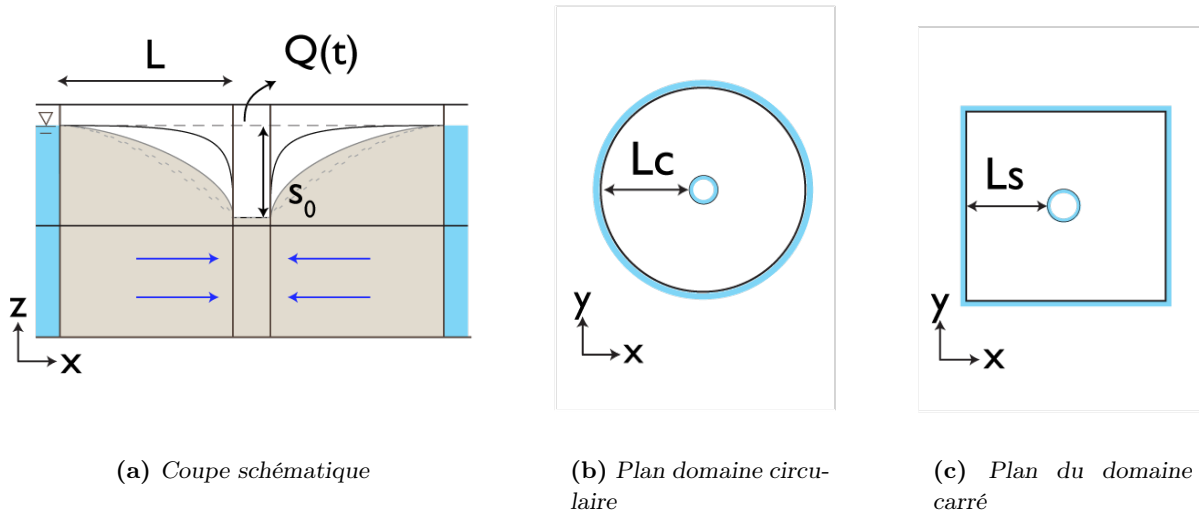 L
Q(t)
s0
z
x
Lc
y
x
Ls
y
x
(a) Coupe schématique
(b) Plan domaine circu-
laire
(c) Plan du domaine
carré